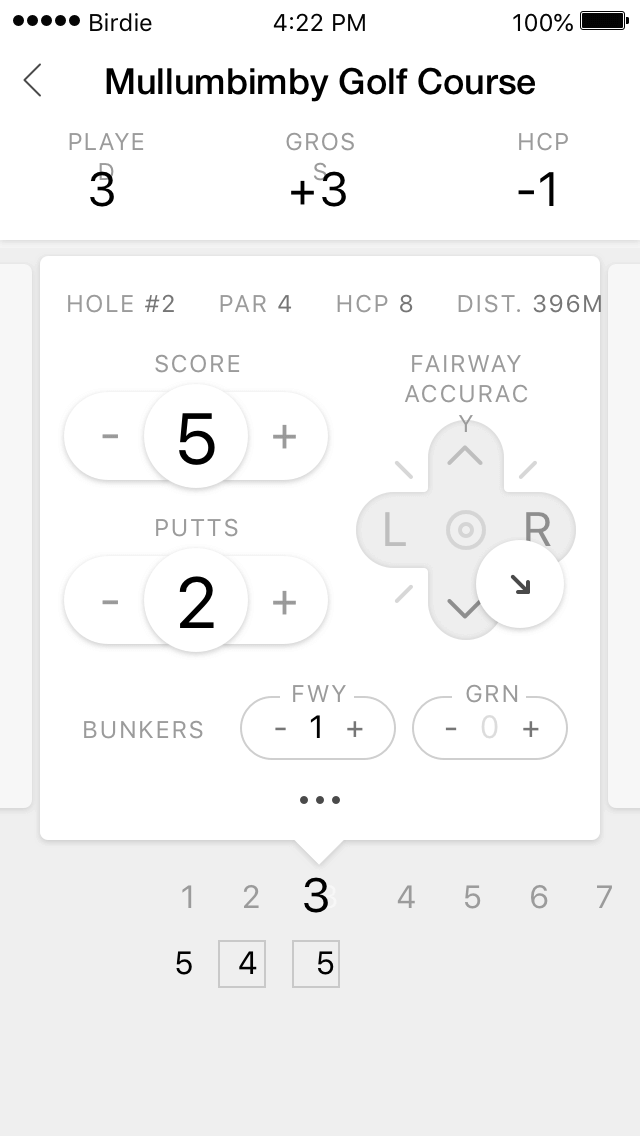 Birdie 4:22 PM 100%
Mullumbimby Golf Course
PLAYE
D
3
GROS
S
+3
HCP
-1
HOLE #2 PAR 4 HCP 8 DIST. 396M
SCORE
- 5 +
PUTTS
- 2 +
FAIRWAY
ACCURAC
Y
L R
BUNKERS
FWY
- 1 +
GRN
- 0 +
1 2 3 4 5 6 7
5 4 5